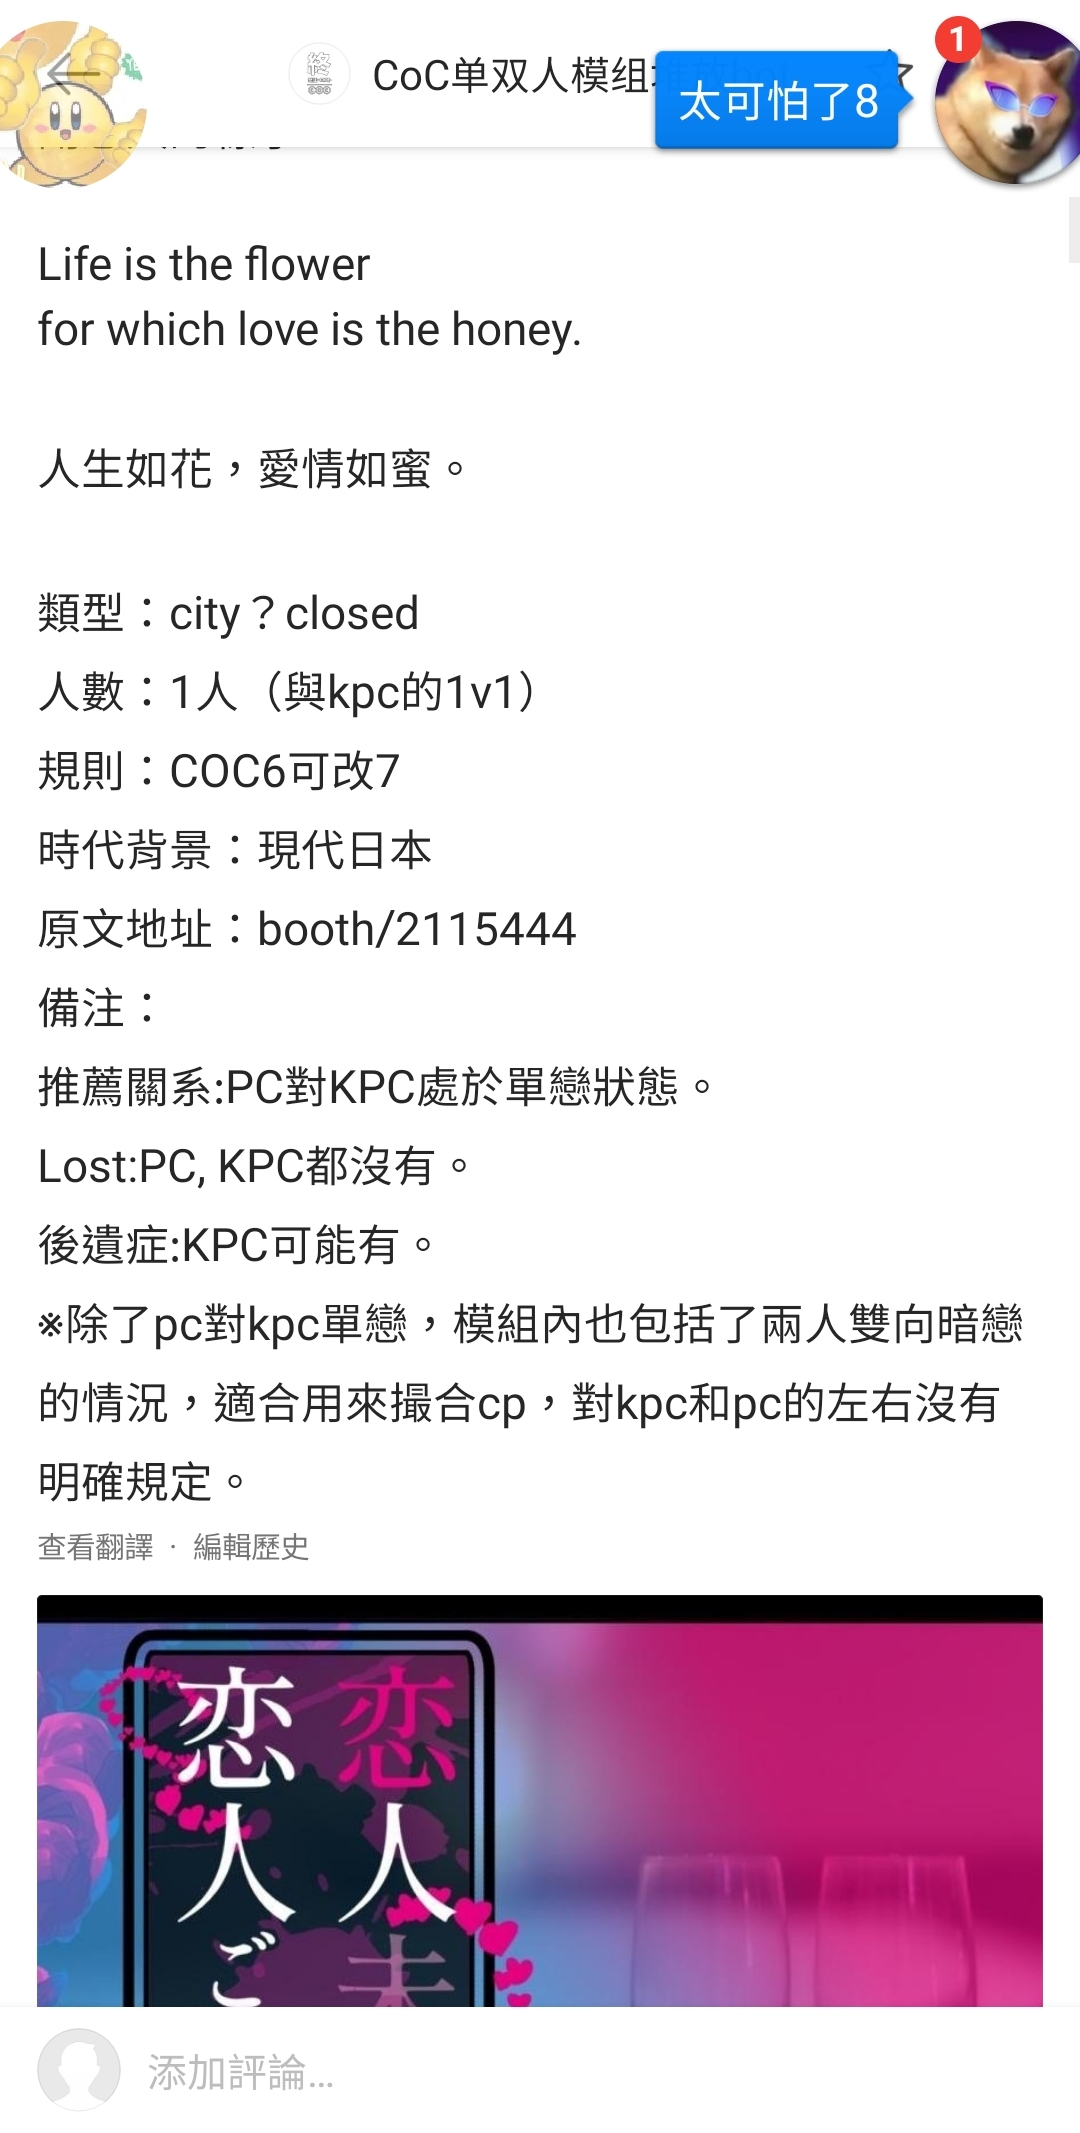 CoC单双人模组
太可怕了8
1
Life is the flower
for which love is the honey.
人生如花，愛情如蜜。
類型：city？closed
人數：1人（與kpc的1v1）
規則：COC6可改7
時代背景：現代日本
原文地址：booth/2115444
備注：
推薦關系:PC對KPC處於單戀狀態。
Lost:PC, KPC都沒有。
後遺症:KPC可能有。
※除了pc對kpc單戀，模組內也包括了兩人雙向暗戀
的情況，適合用來撮合cp，對kpc和pc的左右沒有
明確規定。
查看翻譯 · 編輯歷史
恋人未
恋人ご
添加評論...